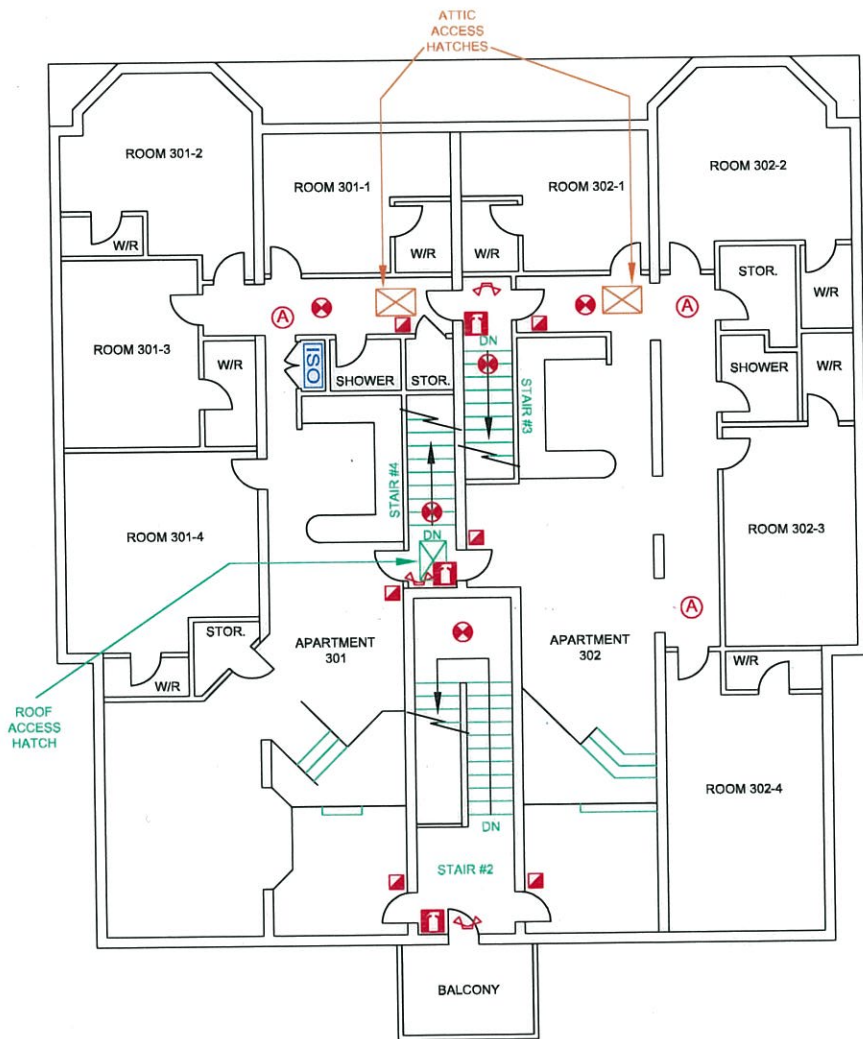 ATTIC
ACCESS
HATCHES
ROOM 301-2
ROOM 301-1
ROOM 302-1
ROOM 302-2
W/R
W/R
W/R
STOR.
W/R
A
A
DN
ROOM 301-3
W/R
ISO
SHOWER
STOR.
STAIR #3
SHOWER
W/R
STAIR #4
ROOM 301-4
DN
ROOM 302-3
A
STOR.
APARTMENT
301
APARTMENT
302
W/R
W/R
ROOF
ACCESS
HATCH
ROOM 302-4
DN
STAIR #2
BALCONY